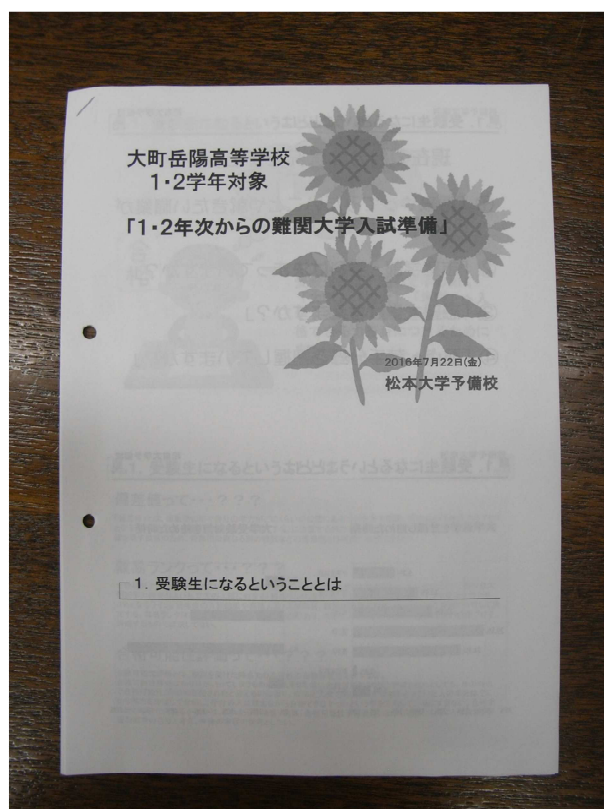 大町岳陽高等学校
1・2学年対象
「1・2年次からの難関大学入試準備」
2016年7月22日(金)
松本大学予備校
1. 受験生になるということとは